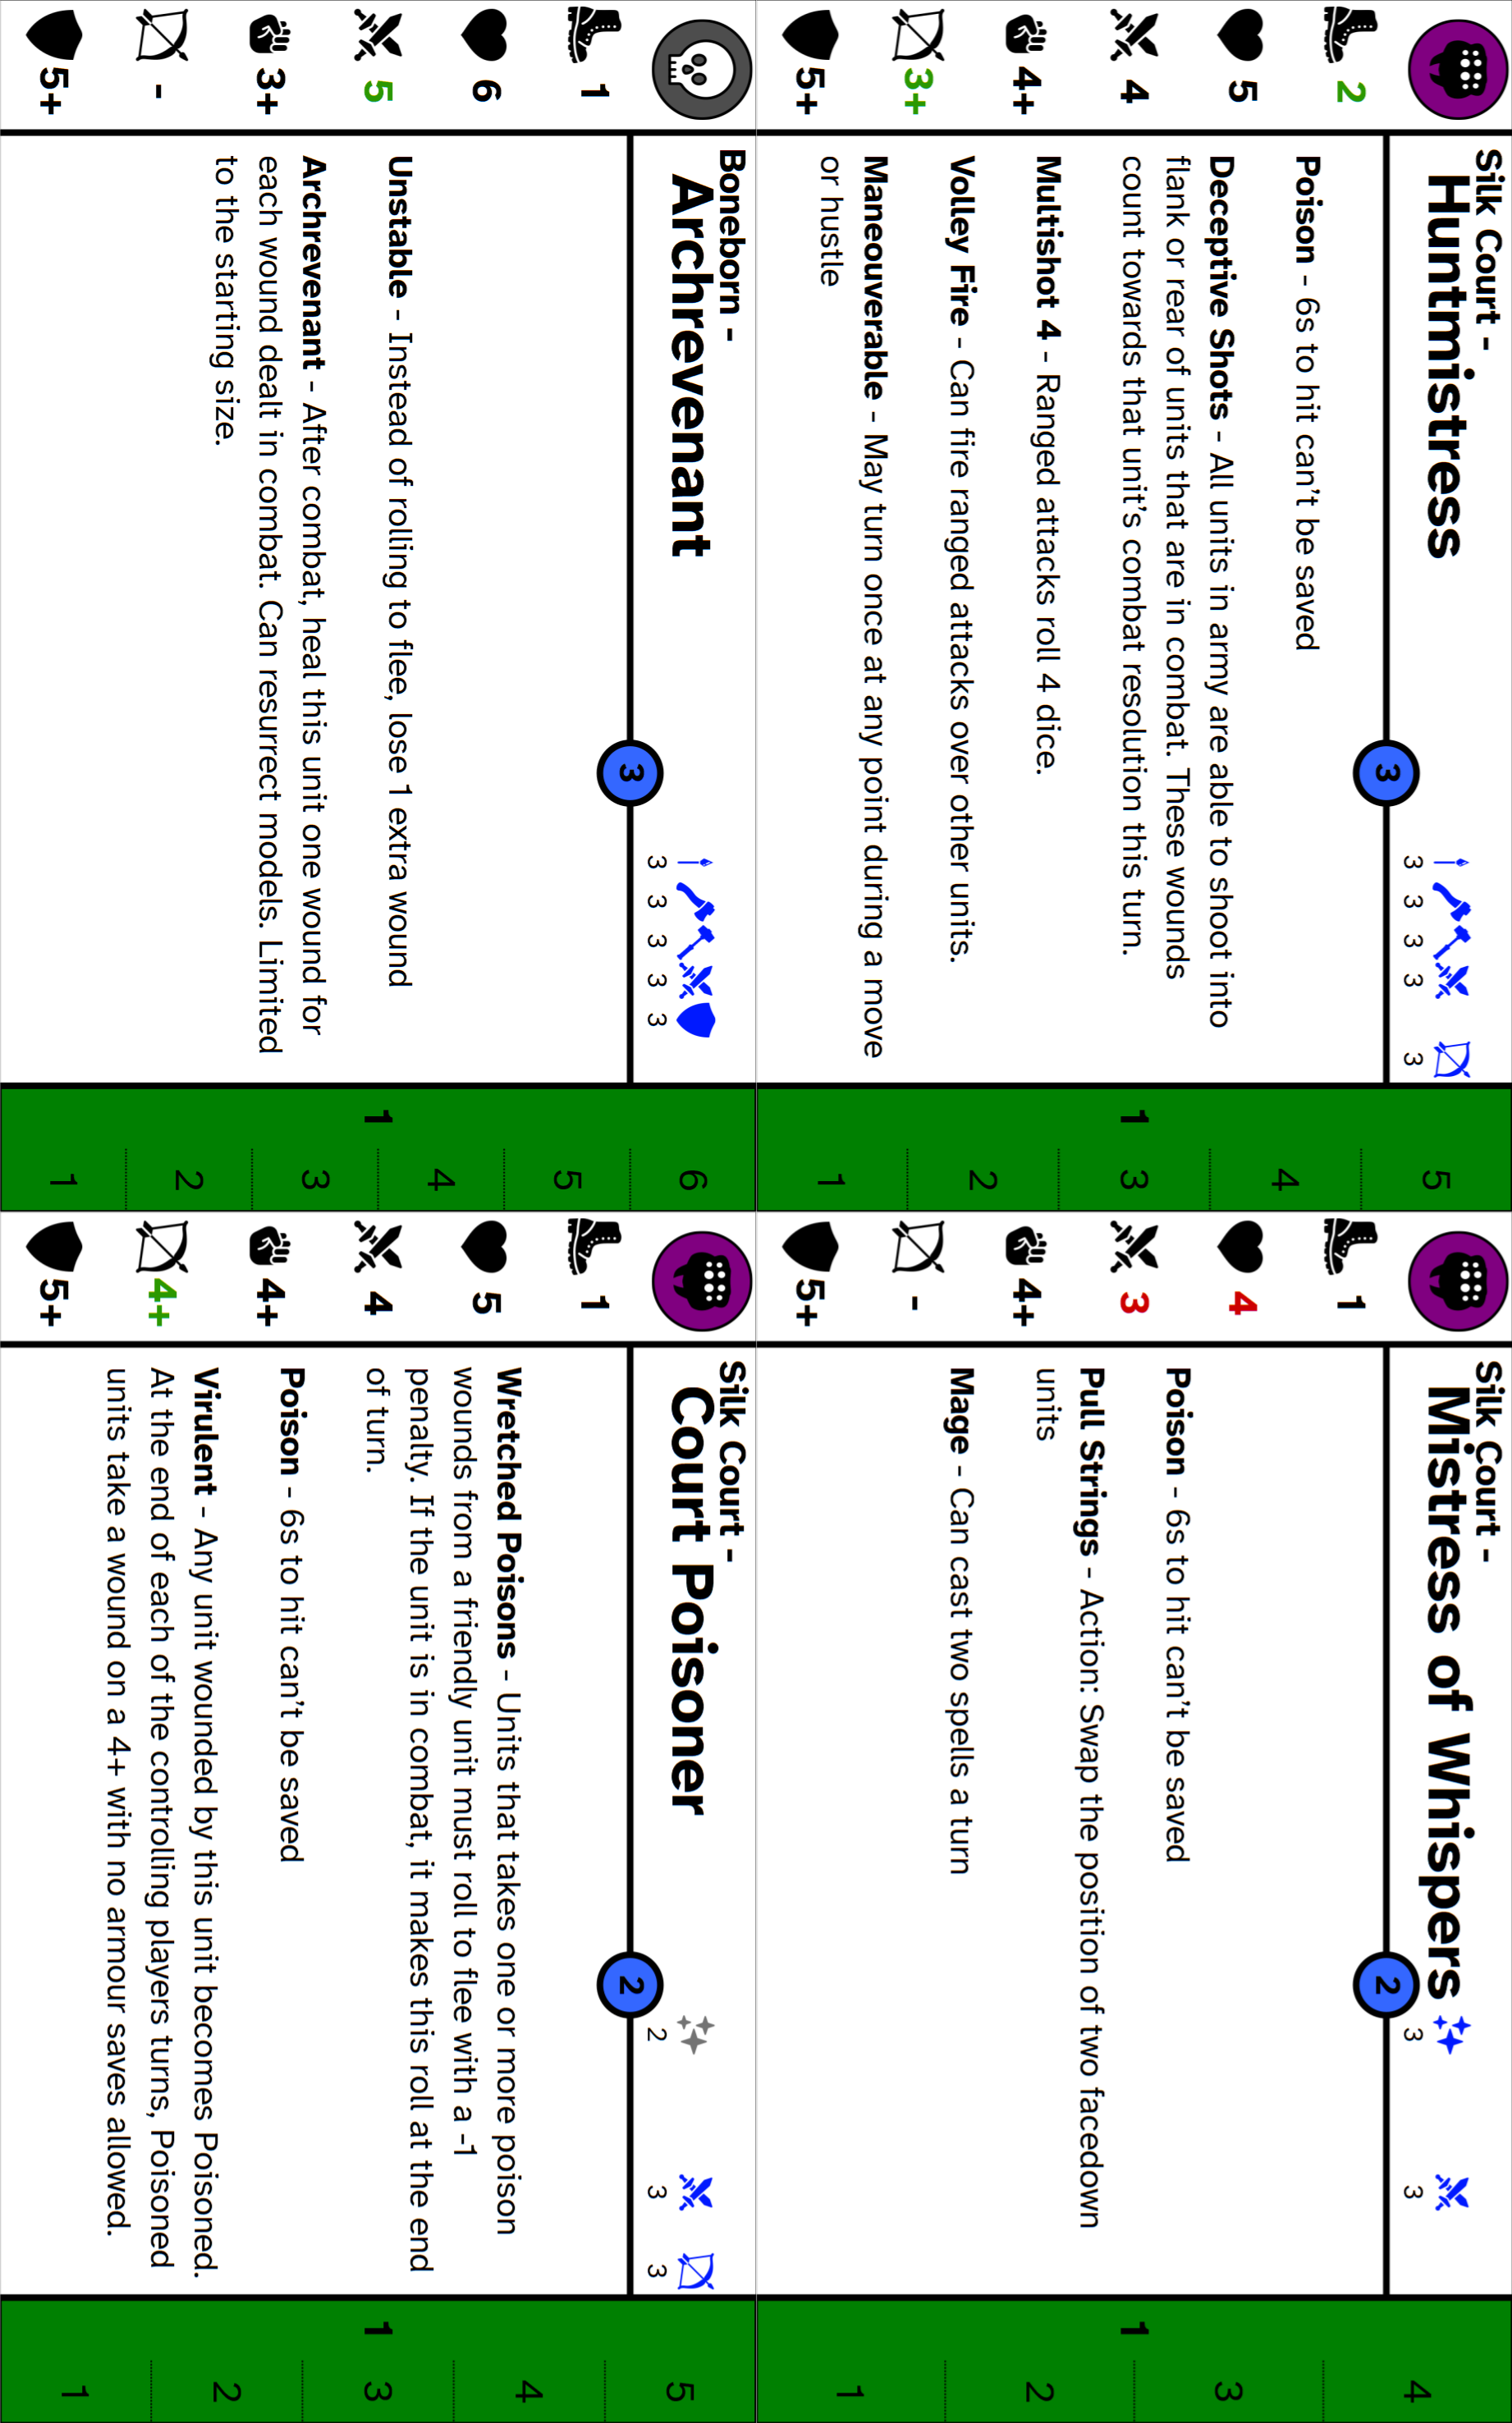 Silk Court -
Huntmistress
2
5
4
4+
3+
5+
3
3
3
3
3
3
Poison - 6s to hit can't be saved
Deceptive Shots - All units in army are able to shoot into
flank or rear of units that are in combat. These wounds
count towards that unit's combat resolution this turn.
Multishot 4 - Ranged attacks roll 4 dice.
Volley Fire - Can fire ranged attacks over other units.
Maneouverable - May turn once at any point during a move
or hustle
1
5
4
3
2
1
Silk Court -
Mistress of Whispers
1
4
3
4+
-
5+
2
3
3
Poison - 6s to hit can't be saved
Pull Strings - Action: Swap the position of two facedown
units
Mage - Can cast two spells a turn
1
4
3
2
1
Boneborn -
Archrevenant
1
6
5
3+
-
5+
3
3
3
3
3
3
Unstable - Instead of rolling to flee, lose 1 extra wound
Archrevenant - After combat, heal this unit one wound for
each wound dealt in combat. Can resurrect models. Limited
to the starting size.
1
6
5
4
3
2
1
Silk Court -
Court Poisoner
1
5
4
4+
4+
5+
2
2
3
3
Wretched Poisons - Units that takes one or more poison
wounds from a friendly unit must roll to flee with a -1
penalty. If the unit is in combat, it makes this roll at the end
of turn.
Poison - 6s to hit can't be saved
Virulent - Any unit wounded by this unit becomes Poisoned.
At the end of each of the controlling players turns, Poisoned
units take a wound on a 4+ with no armour saves allowed.
1
5
4
3
2
1